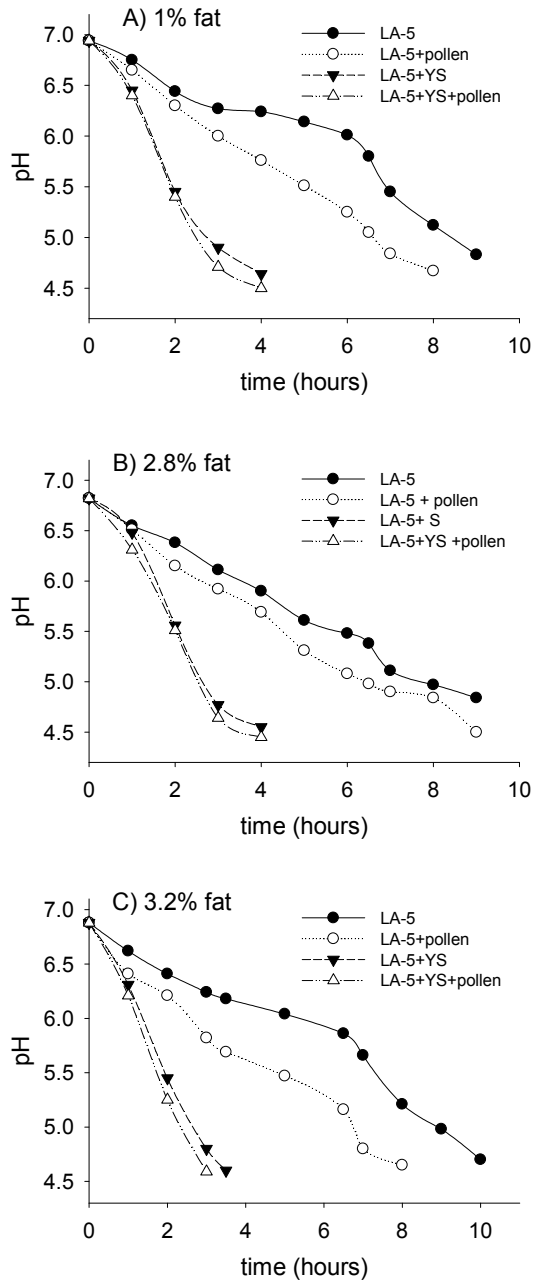 A) 1% fat
LA-5
LA-5+pollen
LA-5+YS
LA-5+YS+pollen
7.0
6.5
6.0
5.5
5.0
4.5
pH
0 2 4 6 8 10
time (hours)
B) 2.8% fat
LA-5
LA-5 + pollen
LA-5+ S
LA-5+YS +pollen
7.0
6.5
6.0
5.5
5.0
4.5
pH
0 2 4 6 8 10
time (hours)
C) 3.2% fat
LA-5
LA-5+pollen
LA-5+YS
LA-5+YS+pollen
7.0
6.5
6.0
5.5
5.0
4.5
pH
0 2 4 6 8 10
time (hours)